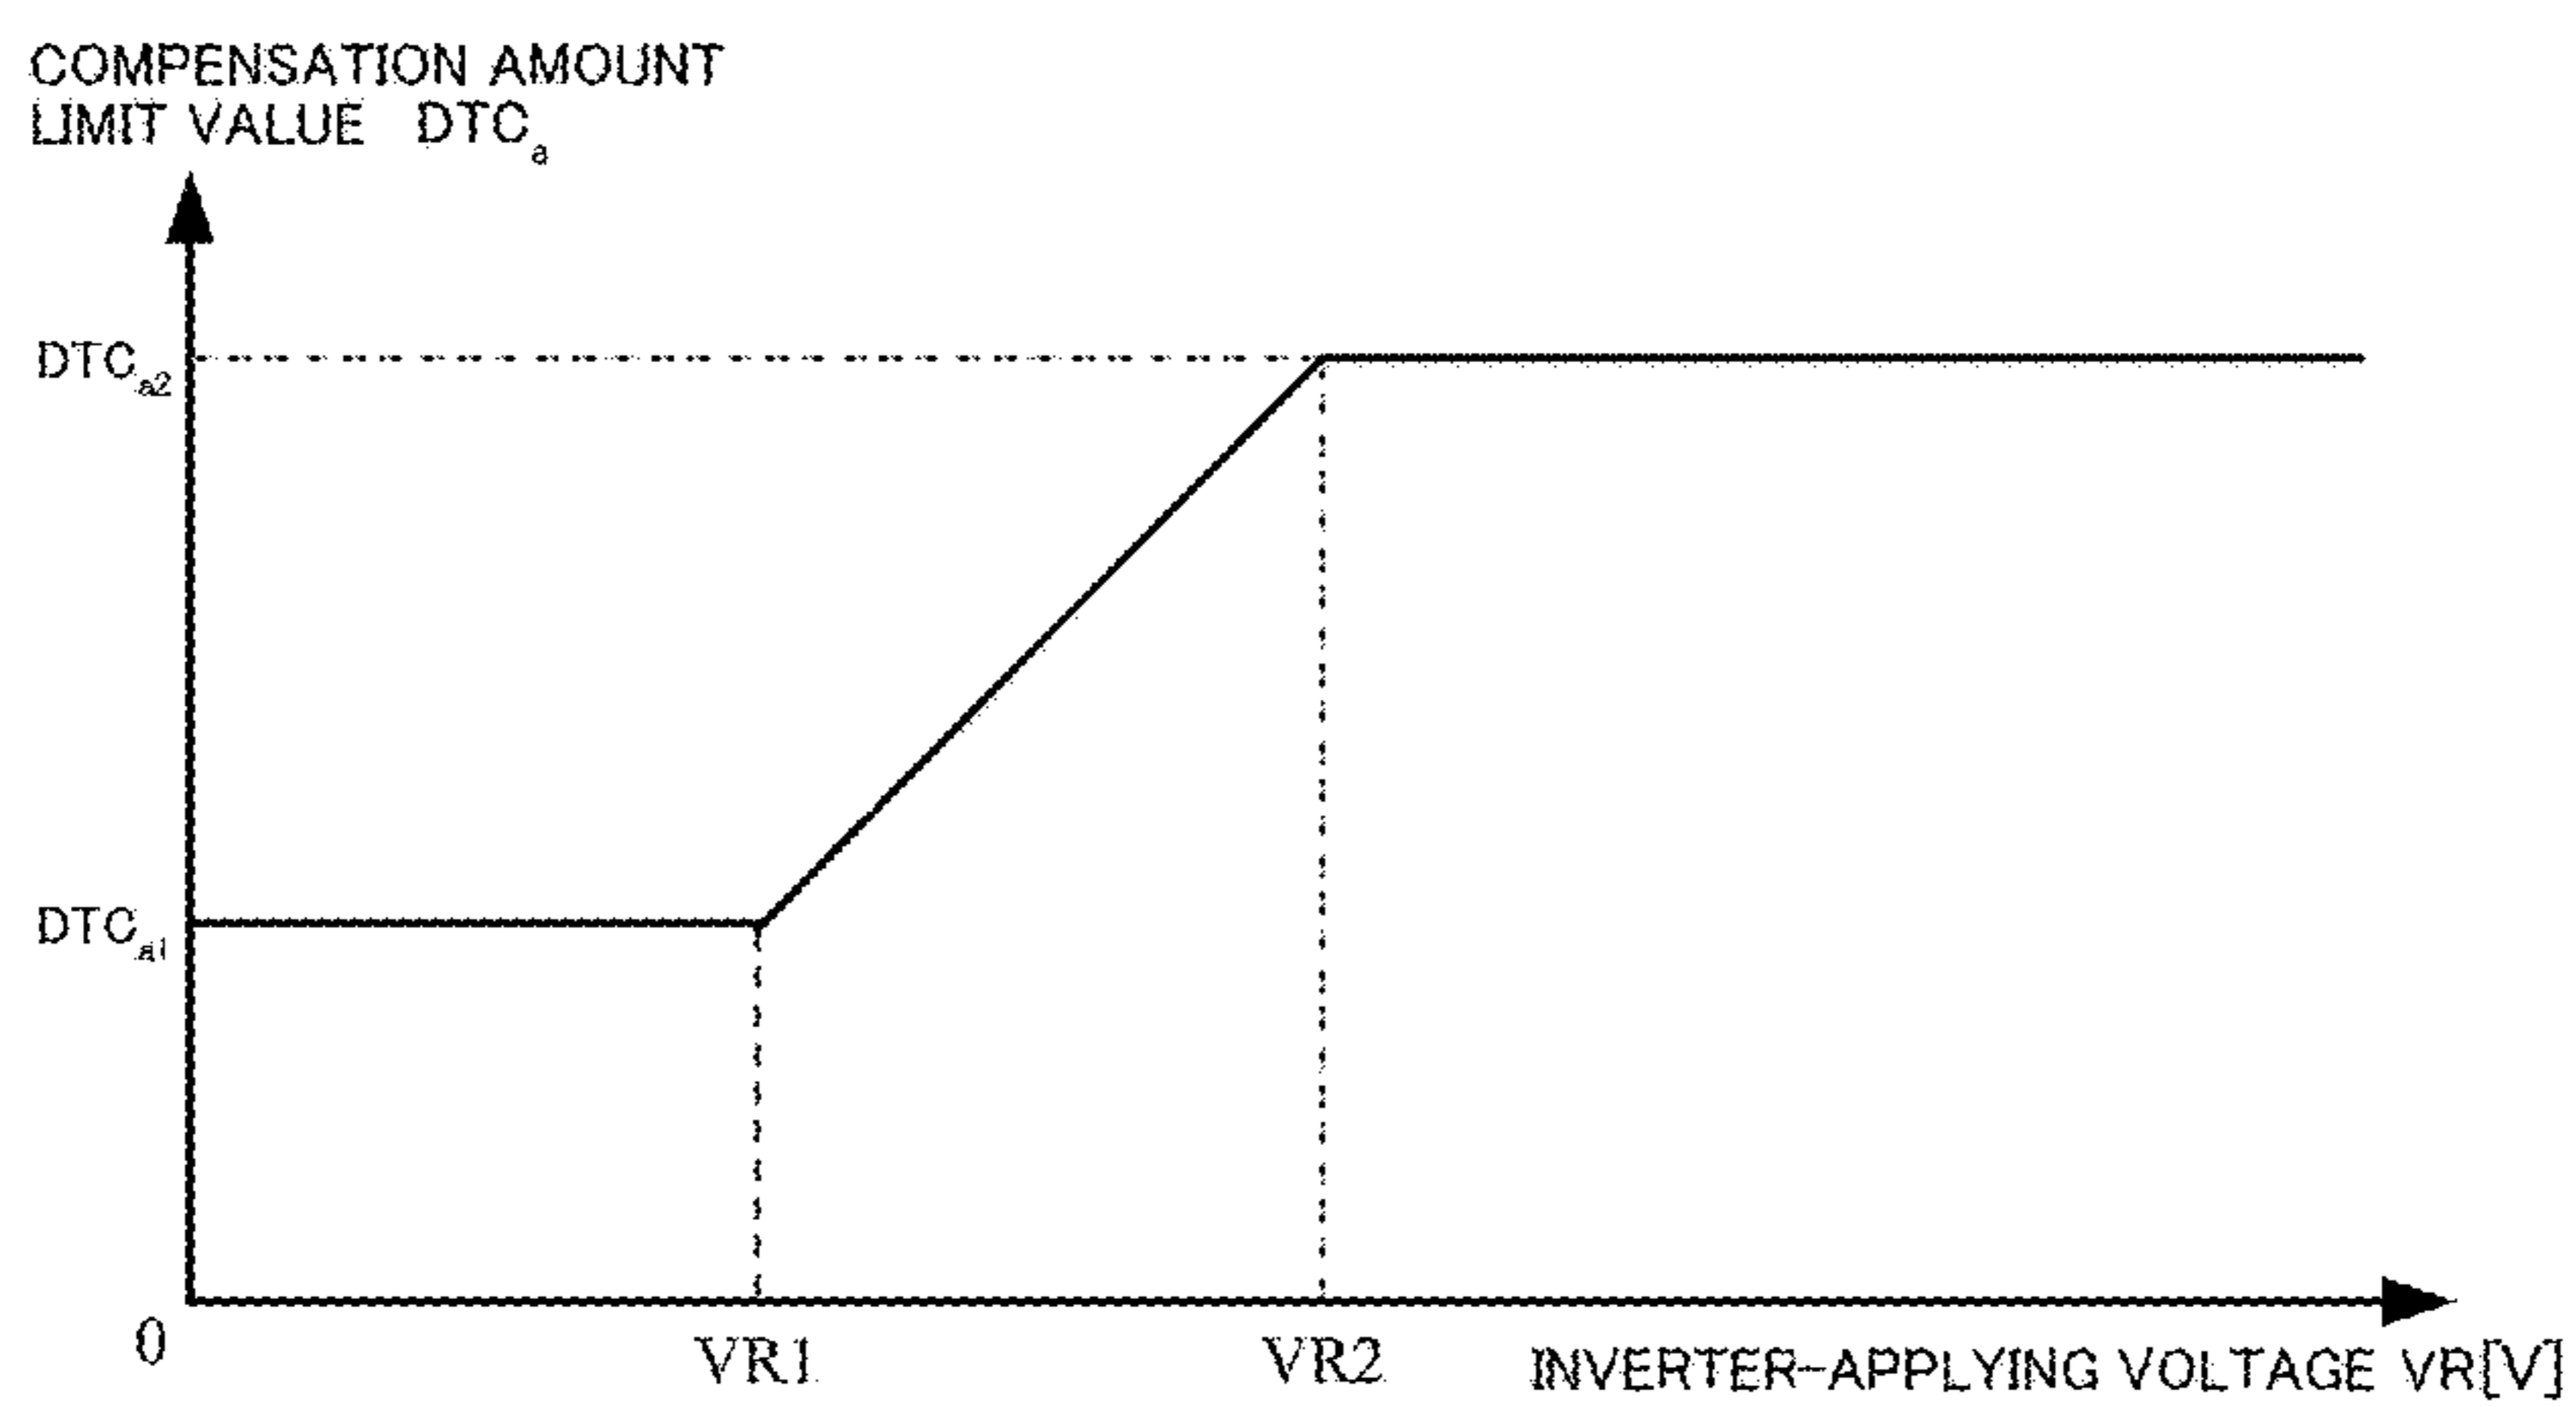 COMPENSATION AMOUNT
LIMIT VALUE DTCa
DTCa2
DTCa1
0
VR1
VR2
INVERTER-APPLYING VOLTAGE VR[V]